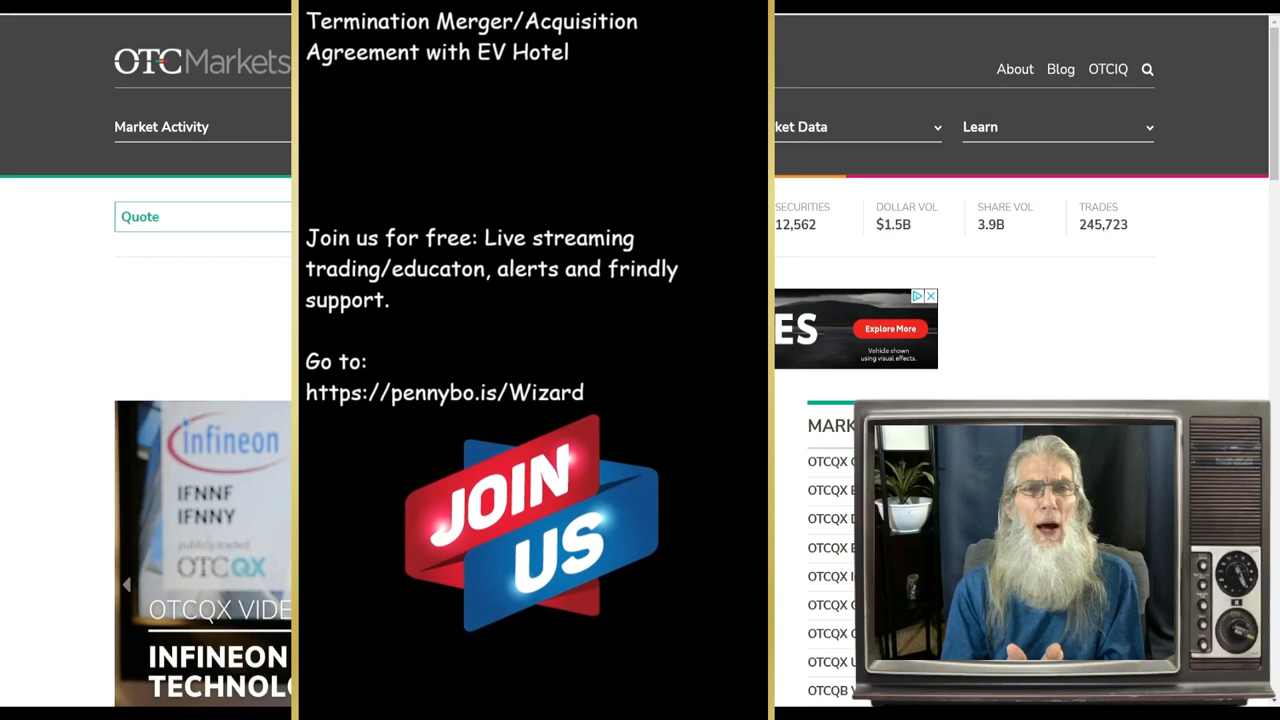 Termination Merger/Acquisition
Agreement with EV Hotel
OTC Markets
About Blog OTCIQ
Market Activity
ket Data
Learn
Quote
SECURITIES
12,562
DOLLAR VOL
$1.5B
SHARE VOL
3.9B
TRADES
245,723
Join us for free: Live streaming
trading/educaton, alerts and frindly
support.
Go to:
https://pennybo.is/Wizard
JOIN
US
ES
Explore More
Vehicle shown
using visual effects.
infineon
IFNNF
IFNNY
publicly traded
OTCQX
OTCQX VIDE
INFINEON
TECHNOL
MARK
OTCQX
OTCQX
OTCQX
OTCQX
OTCQX
OTCQX
OTCQX
OTCQX
OTCQB